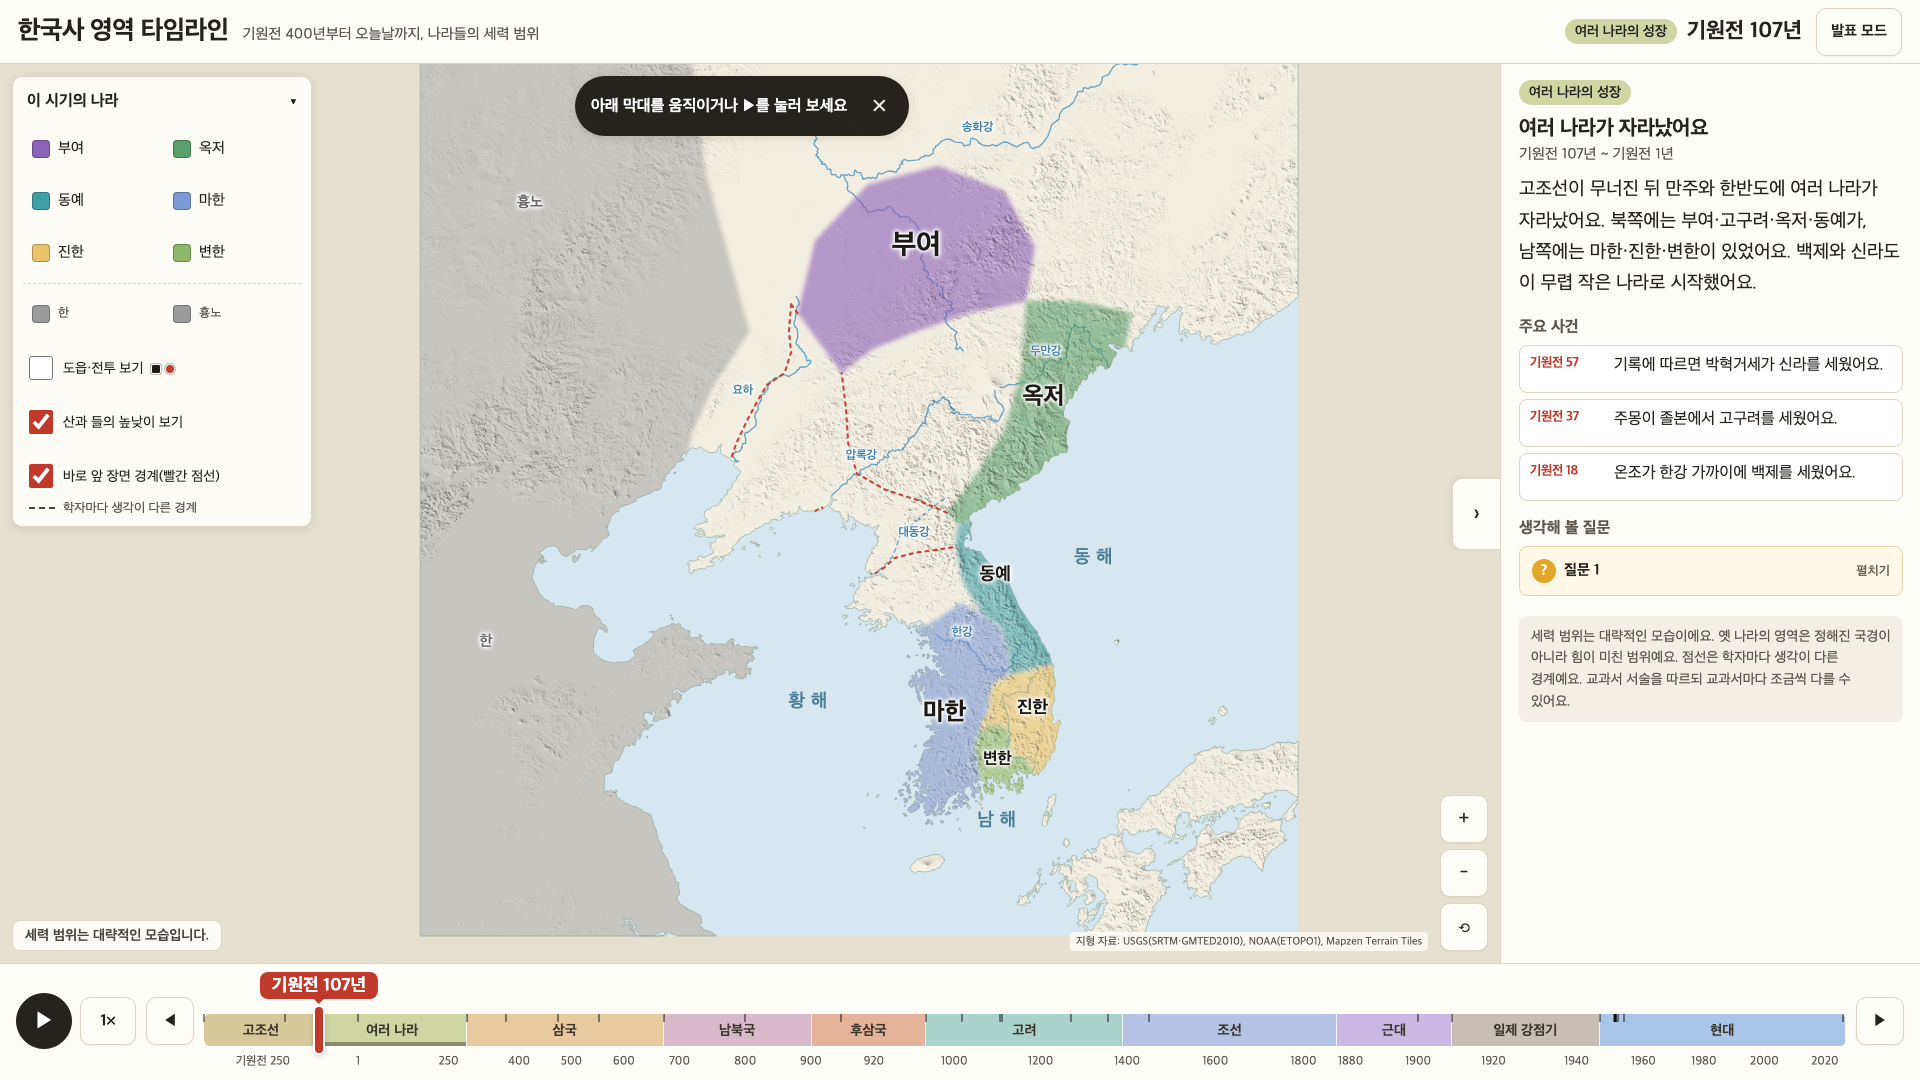 한국사 영역 타임라인
기원전 400년부터 오늘날까지, 나라들의 세력 범위
여러 나라의 성장
기원전 107년
발표 모드
이 시기의 나라
부여
옥저
동예
마한
진한
변한
한
흉노
도읍·전투 보기
산과 들의 높낮이 보기
바로 앞 장면 경계(빨간 점선)
학자마다 생각이 다른 경계
아래 막대를 움직이거나 ▶를 눌러 보세요
송화강
흉노
부여
두만강
요하
옥저
압록강
대동강
동해
동예
한강
한
황해
마한
진한
변한
남해
세력 범위는 대략적인 모습입니다.
지형 자료: USGS(SRTM·GMTED2010), NOAA(ETOPO1), Mapzen Terrain Tiles
여러 나라의 성장
여러 나라가 자라났어요
기원전 107년 ~ 기원전 1년
고조선이 무너진 뒤 만주와 한반도에 여러 나라가
자라났어요. 북쪽에는 부여·고구려·옥저·동예가,
남쪽에는 마한·진한·변한이 있었어요. 백제와 신라도
이 무렵 작은 나라로 시작했어요.
주요 사건
기원전 57 기록에 따르면 박혁거세가 신라를 세웠어요.
기원전 37 주몽이 졸본에서 고구려를 세웠어요.
기원전 18 온조가 한강 가까이에 백제를 세웠어요.
생각해 볼 질문
? 질문 1 펼치기
세력 범위는 대략적인 모습이에요. 옛 나라의 영역은 정해진 국경이
아니라 힘이 미친 범위예요. 점선은 학자마다 생각이 다른
경계예요. 교과서 서술을 따르되 교과서마다 조금씩 다를 수
있어요.
기원전 107년
1×
고조선 여러 나라 삼국 남북국 후삼국 고려 조선 근대 일제 강점기 현대
기원전 250 1 250 400 500 600 700 800 900 920 1000 1200 1400 1600 1800 1880 1900 1920 1940 1960 1980 2000 2020